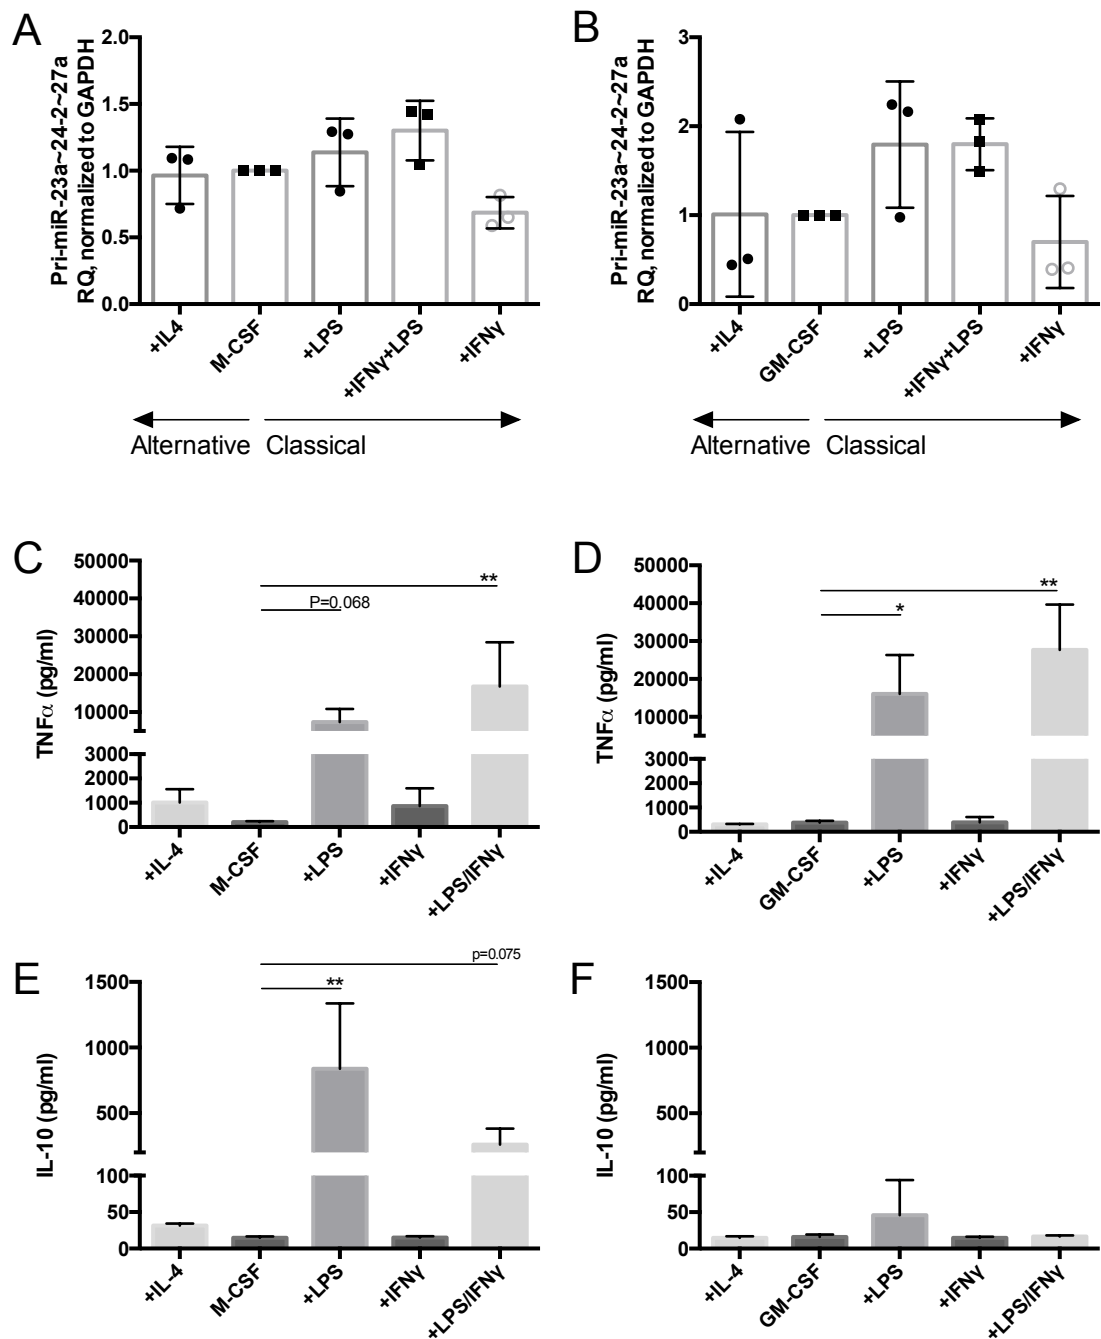 A
Pri-miR-23a~24-2~27a
RQ, normalized to GAPDH
2.0
1.5
1.0
0.5
0.0
+IL4
M-CSF
+LPS
+IFNγ+LPS
+IFNγ
Alternative Classical
B
Pri-miR-23a~24-2~27a
RQ, normalized to GAPDH
3
2
1
0
+IL4
GM-CSF
+LPS
+IFNγ+LPS
+IFNγ
Alternative Classical
C
TNFα (pg/ml)
50000
40000
30000
20000
10000
3000
2000
1000
0
**
P=0.068
+IL-4
M-CSF
+LPS
+IFNγ
+LPS/IFNγ
D
TNFα (pg/ml)
50000
40000
30000
20000
10000
3000
2000
1000
0
**
*
+IL-4
GM-CSF
+LPS
+IFNγ
+LPS/IFNγ
E
IL-10 (pg/ml)
1500
1000
500
100
50
0
p=0.075
**
+IL-4
M-CSF
+LPS
+IFNγ
+LPS/IFNγ
F
IL-10 (pg/ml)
1500
1000
500
100
50
0
+IL-4
GM-CSF
+LPS
+IFNγ
+LPS/IFNγ